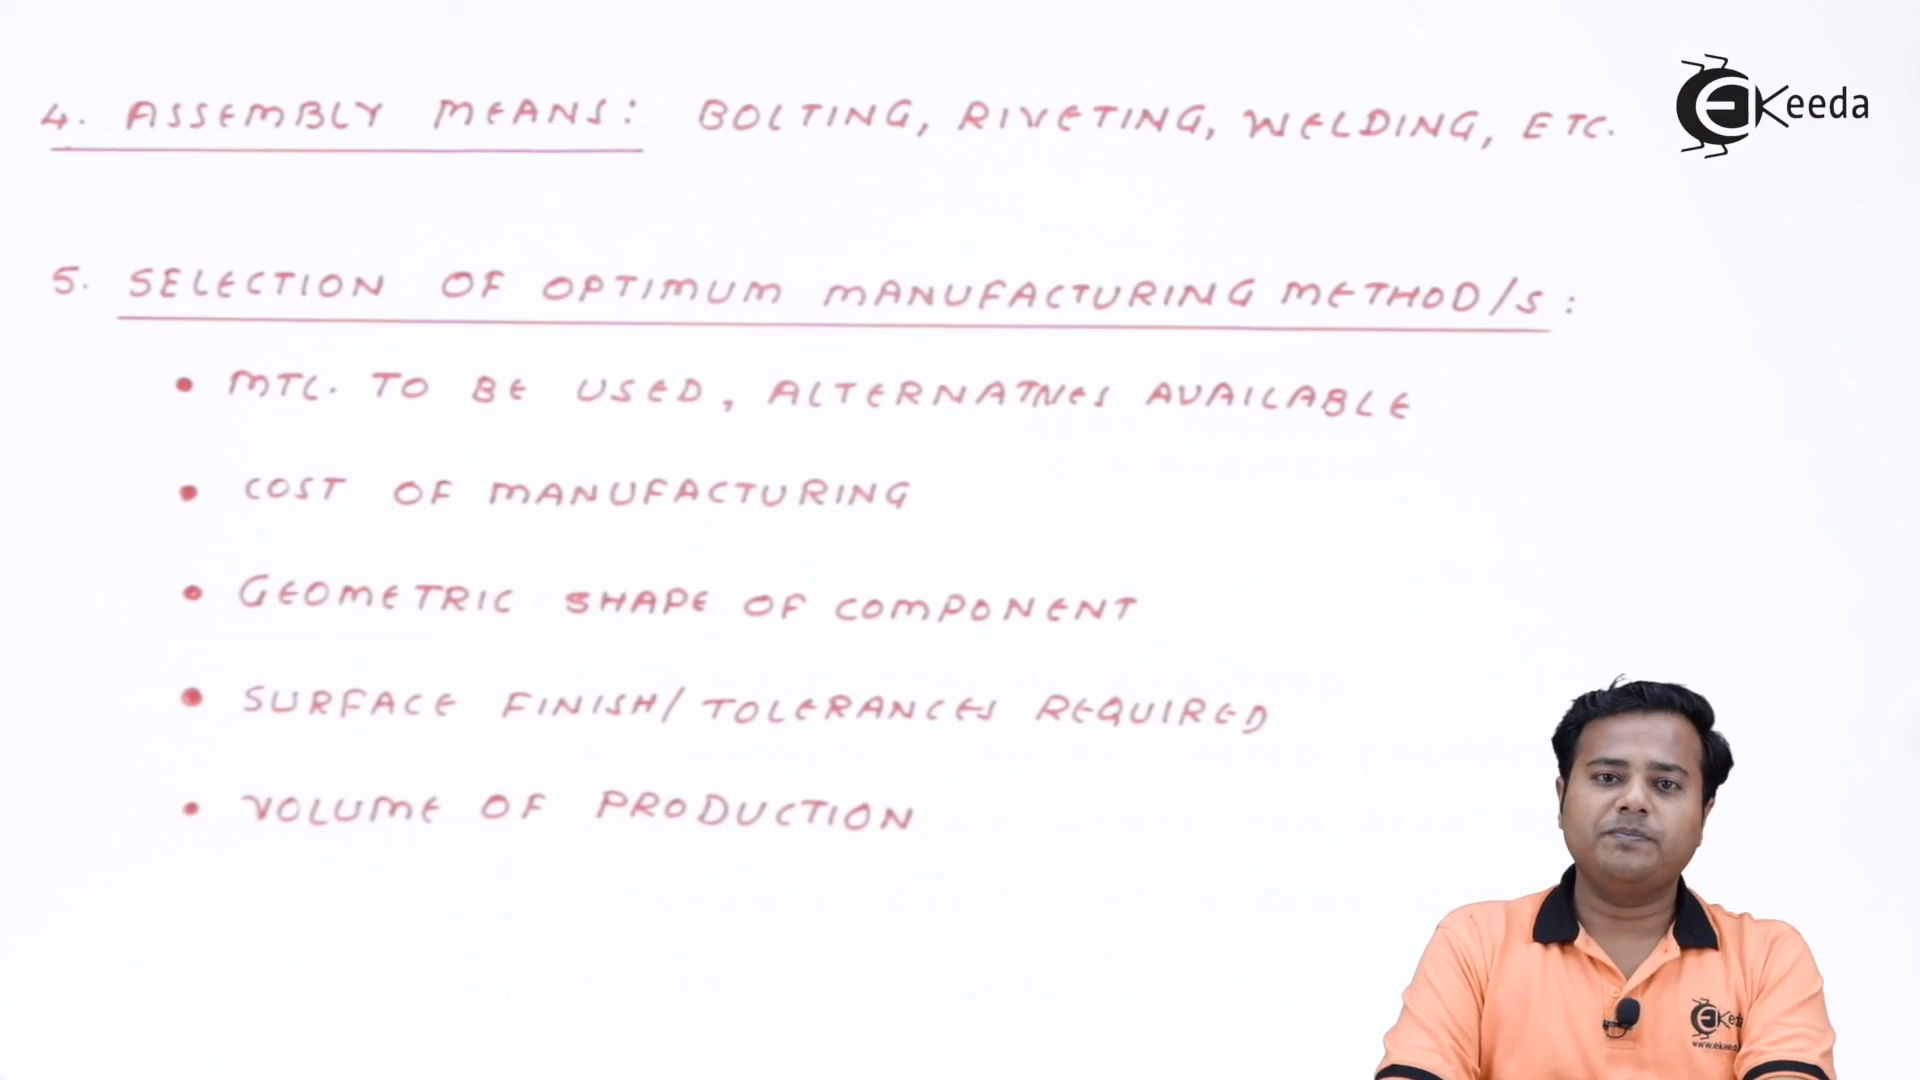 4. ASSEMBLY MEANS: BOLTING, RIVETING, WELDING, ETC.
EKeeda
5. SELECTION OF OPTIMUM MANUFACTURING METHOD/S:
• MTL. TO BE USED, ALTERNATIVES AVAILABLE
• COST OF MANUFACTURING
• GEOMETRIC SHAPE OF COMPONENT
• SURFACE FINISH/TOLERANCES REQUIRED
• VOLUME OF PRODUCTION